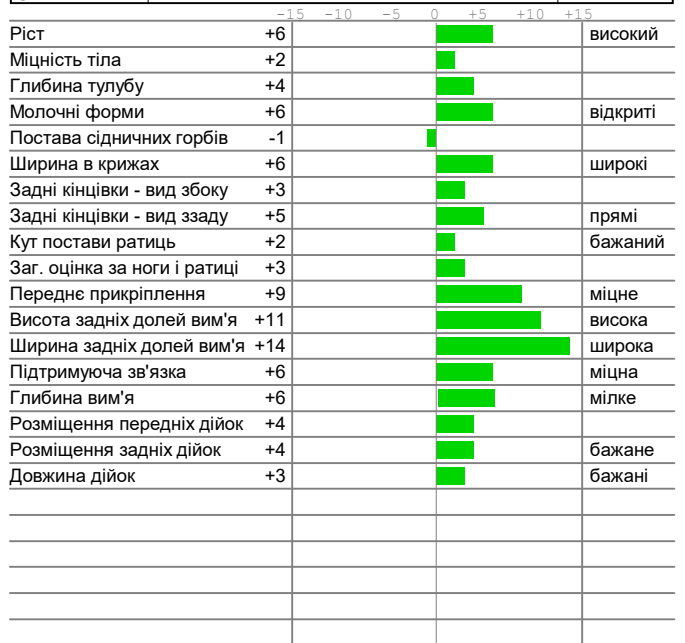 -15 -10 -5 0 +5 +10 +15
Ріст +6 високий
Міцність тіла +2
Глибина тулубу +4
Молочні форми +6 відкриті
Постава сідничних горбів -1
Ширина в крижах +6 широкі
Задні кінцівки - вид збоку +3
Задні кінцівки - вид ззаду +5 прямі
Кут постави ратиць +2 бажаний
Заг. оцінка за ноги і ратиці +3
Переднє прикріплення +9 міцне
Висота задніх долей вим'я +11 висока
Ширина задніх долей вим'я +14 широка
Підтримуюча зв'язка +6 міцна
Глибина вим'я +6 мілке
Розміщення передніх дійок +4
Розміщення задніх дійок +4 бажане
Довжина дійок +3 бажані